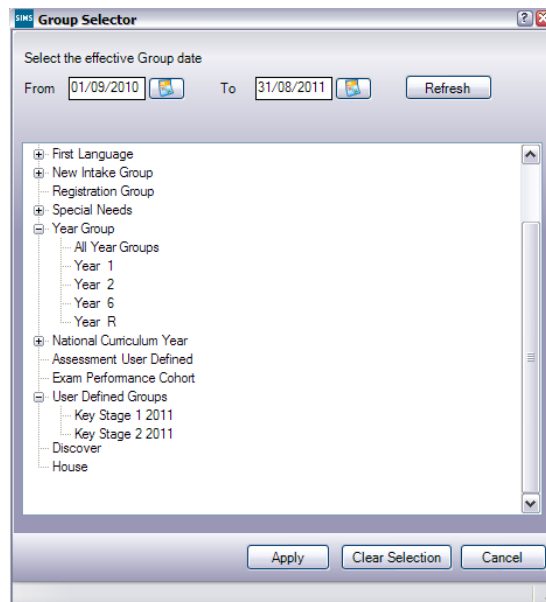 SIMS Group Selector
Select the effective Group date
From 01/09/2010 To 31/08/2011 Refresh
First Language
New Intake Group
Registration Group
Special Needs
Year Group
All Year Groups
Year 1
Year 2
Year 6
Year R
National Curriculum Year
Assessment User Defined
Exam Performance Cohort
User Defined Groups
Key Stage 1 2011
Key Stage 2 2011
Discover
House
Apply Clear Selection Cancel